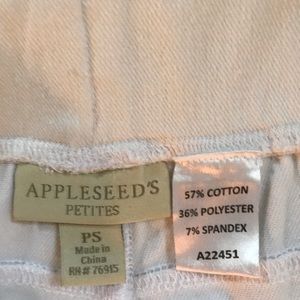 APPLESEED'S
PETITES
PS
Made in
China
RN# 76915
57% COTTON
36% POLYESTER
7% SPANDEX
A22451